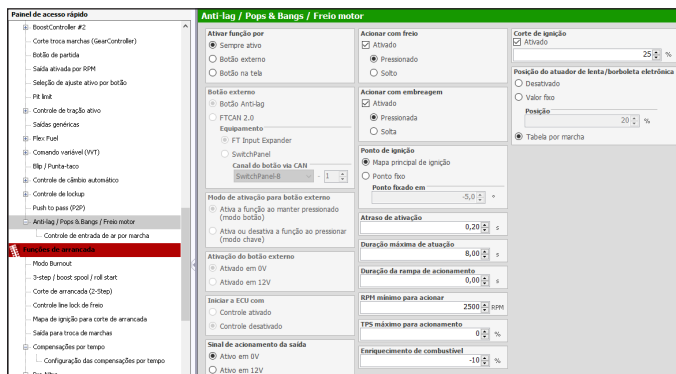 Painel de acesso rápido
BoostController #2
Corte troca marchas (GearController)
Botão de partida
Saída ativada por RPM
Seleção de ajuste ativo por botão
Pit limit
Controle de tração ativo
Saídas genéricas
Flex Fuel
Comando variável (VVT)
Blip / Punta-taco
Controle de câmbio automático
Controle de lockup
Push to pass (P2P)
Anti-lag / Pops & Bangs / Freio motor
Controle de entrada de ar por marcha
Funções de arrancada
Modo Burnout
3-step / boost spool / roll start
Corte de arrancada (2-Step)
Controle line lock de freio
Mapa de ignição para corte de arrancada
Saída para troca de marchas
Compensações por tempo
Configuração das compensações por tempo
Anti-lag / Pops & Bangs / Freio motor
Ativar função por
Sempre ativo
Botão externo
Botão na tela
Botão externo
Botão Anti-lag
FTCAN 2.0
Equipamento
FT Input Expander
SwitchPanel
Canal do botão via CAN
SwitchPanel-8 - 1
Modo de ativação para botão externo
Ativa a função ao manter pressionado
(modo botão)
Ativa ou desativa a função ao pressionar
(modo chave)
Ativação do botão externo
Ativado em 0V
Ativado em 12V
Iniciar a ECU com
Controle ativado
Controle desativado
Sinal de acionamento da saída
Ativo em 0V
Ativo em 12V
Acionar com freio
Ativado
Pressionado
Solto
Acionar com embreagem
Ativado
Pressionada
Solta
Ponto de ignição
Mapa principal de ignição
Ponto fixo
Ponto fixado em
-5,0 °
Atraso de ativação
0,20 s
Duração máxima de atuação
8,00 s
Duração da rampa de acionamento
0,00 s
RPM mínimo para acionar
2500 RPM
TPS máximo para acionamento
0 %
Enriquecimento de combustível
-10 %
Corte de ignição
Ativado
25 %
Posição do atuador de lenta/borboleta eletrônica
Desativado
Valor fixo
Posição
20 %
Tabela por marcha